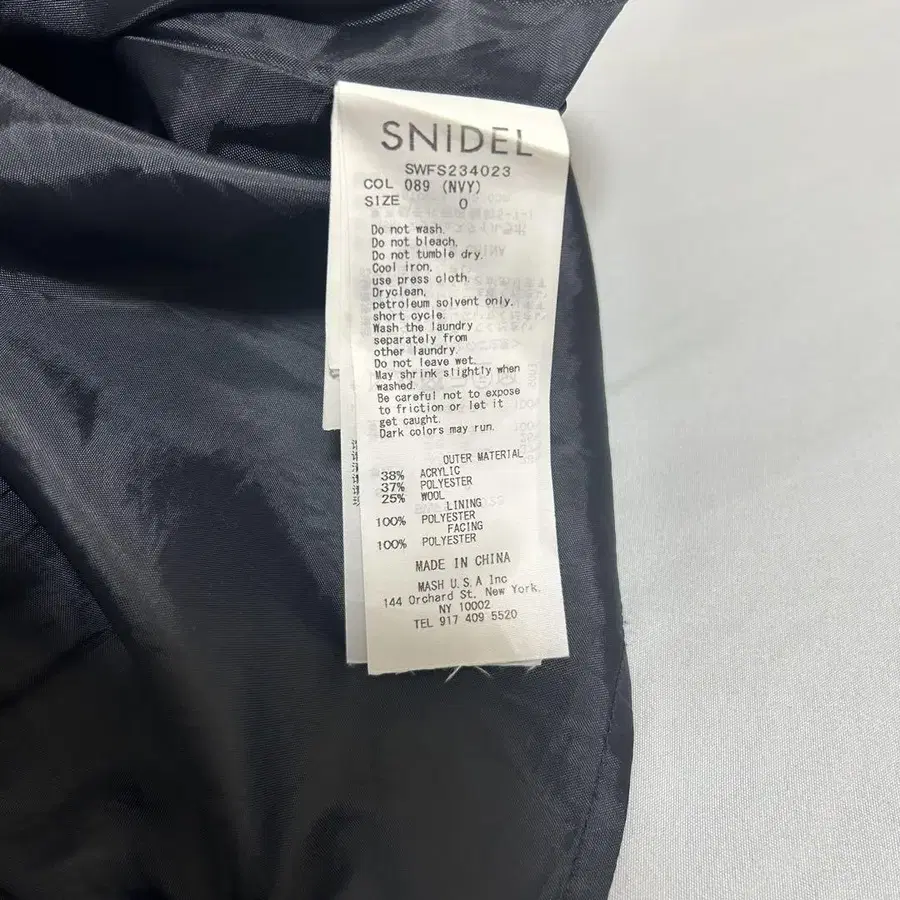 SNIDEL
SWFS234023
COL 089 (NVY)
SIZE 0
Do not wash.
Do not bleach.
Do not tumble dry.
Cool iron,
use press cloth.
Dryclean,
petroleum solvent only.
short cycle.
Wash the laundry
separately from
other laundry.
Do not leave wet.
May shrink slightly when
washed.
Be careful not to expose
to friction or let it
get caught.
Dark colors may run.
OUTER MATERIAL
38% ACRYLIC
37% POLYESTER
25% WOOL
LINING
100% POLYESTER
FACING
100% POLYESTER
MADE IN CHINA
MASH U.S.A Inc
144 Orchard St, New York,
NY 10002
TEL 917 409 5520